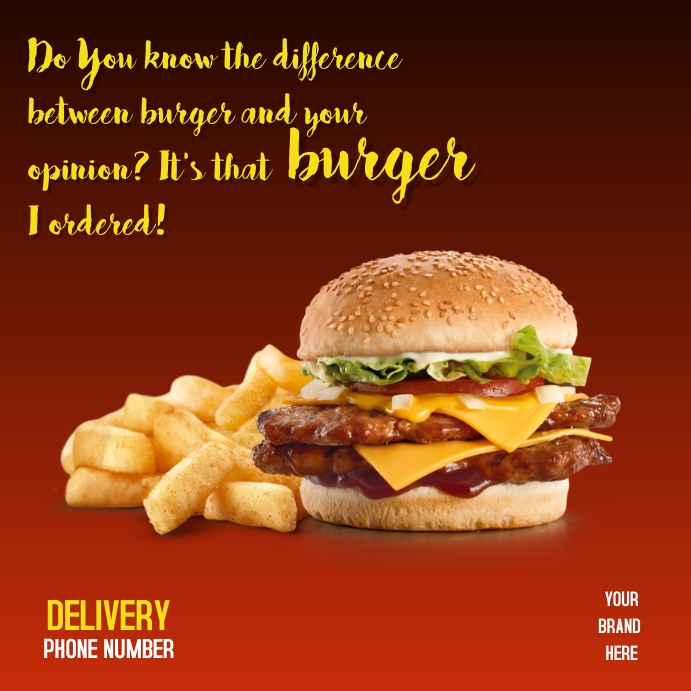 Do You know the difference
between burger and your
opinion? It's that burger
I ordered!
DELIVERY
PHONE NUMBER
YOUR
BRAND
HERE